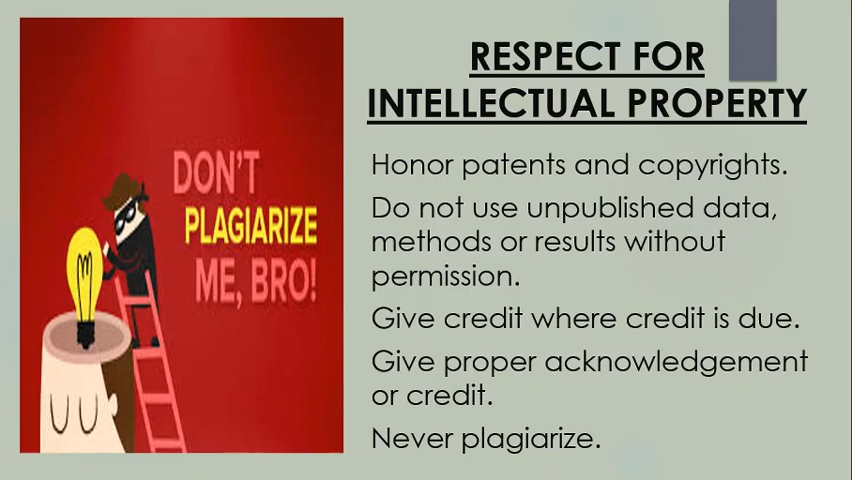 DON'T
PLAGIARIZE
ME, BRO!
RESPECT FOR
INTELLECTUAL PROPERTY
Honor patents and copyrights.
Do not use unpublished data,
methods or results without
permission.
Give credit where credit is due.
Give proper acknowledgement
or credit.
Never plagiarize.